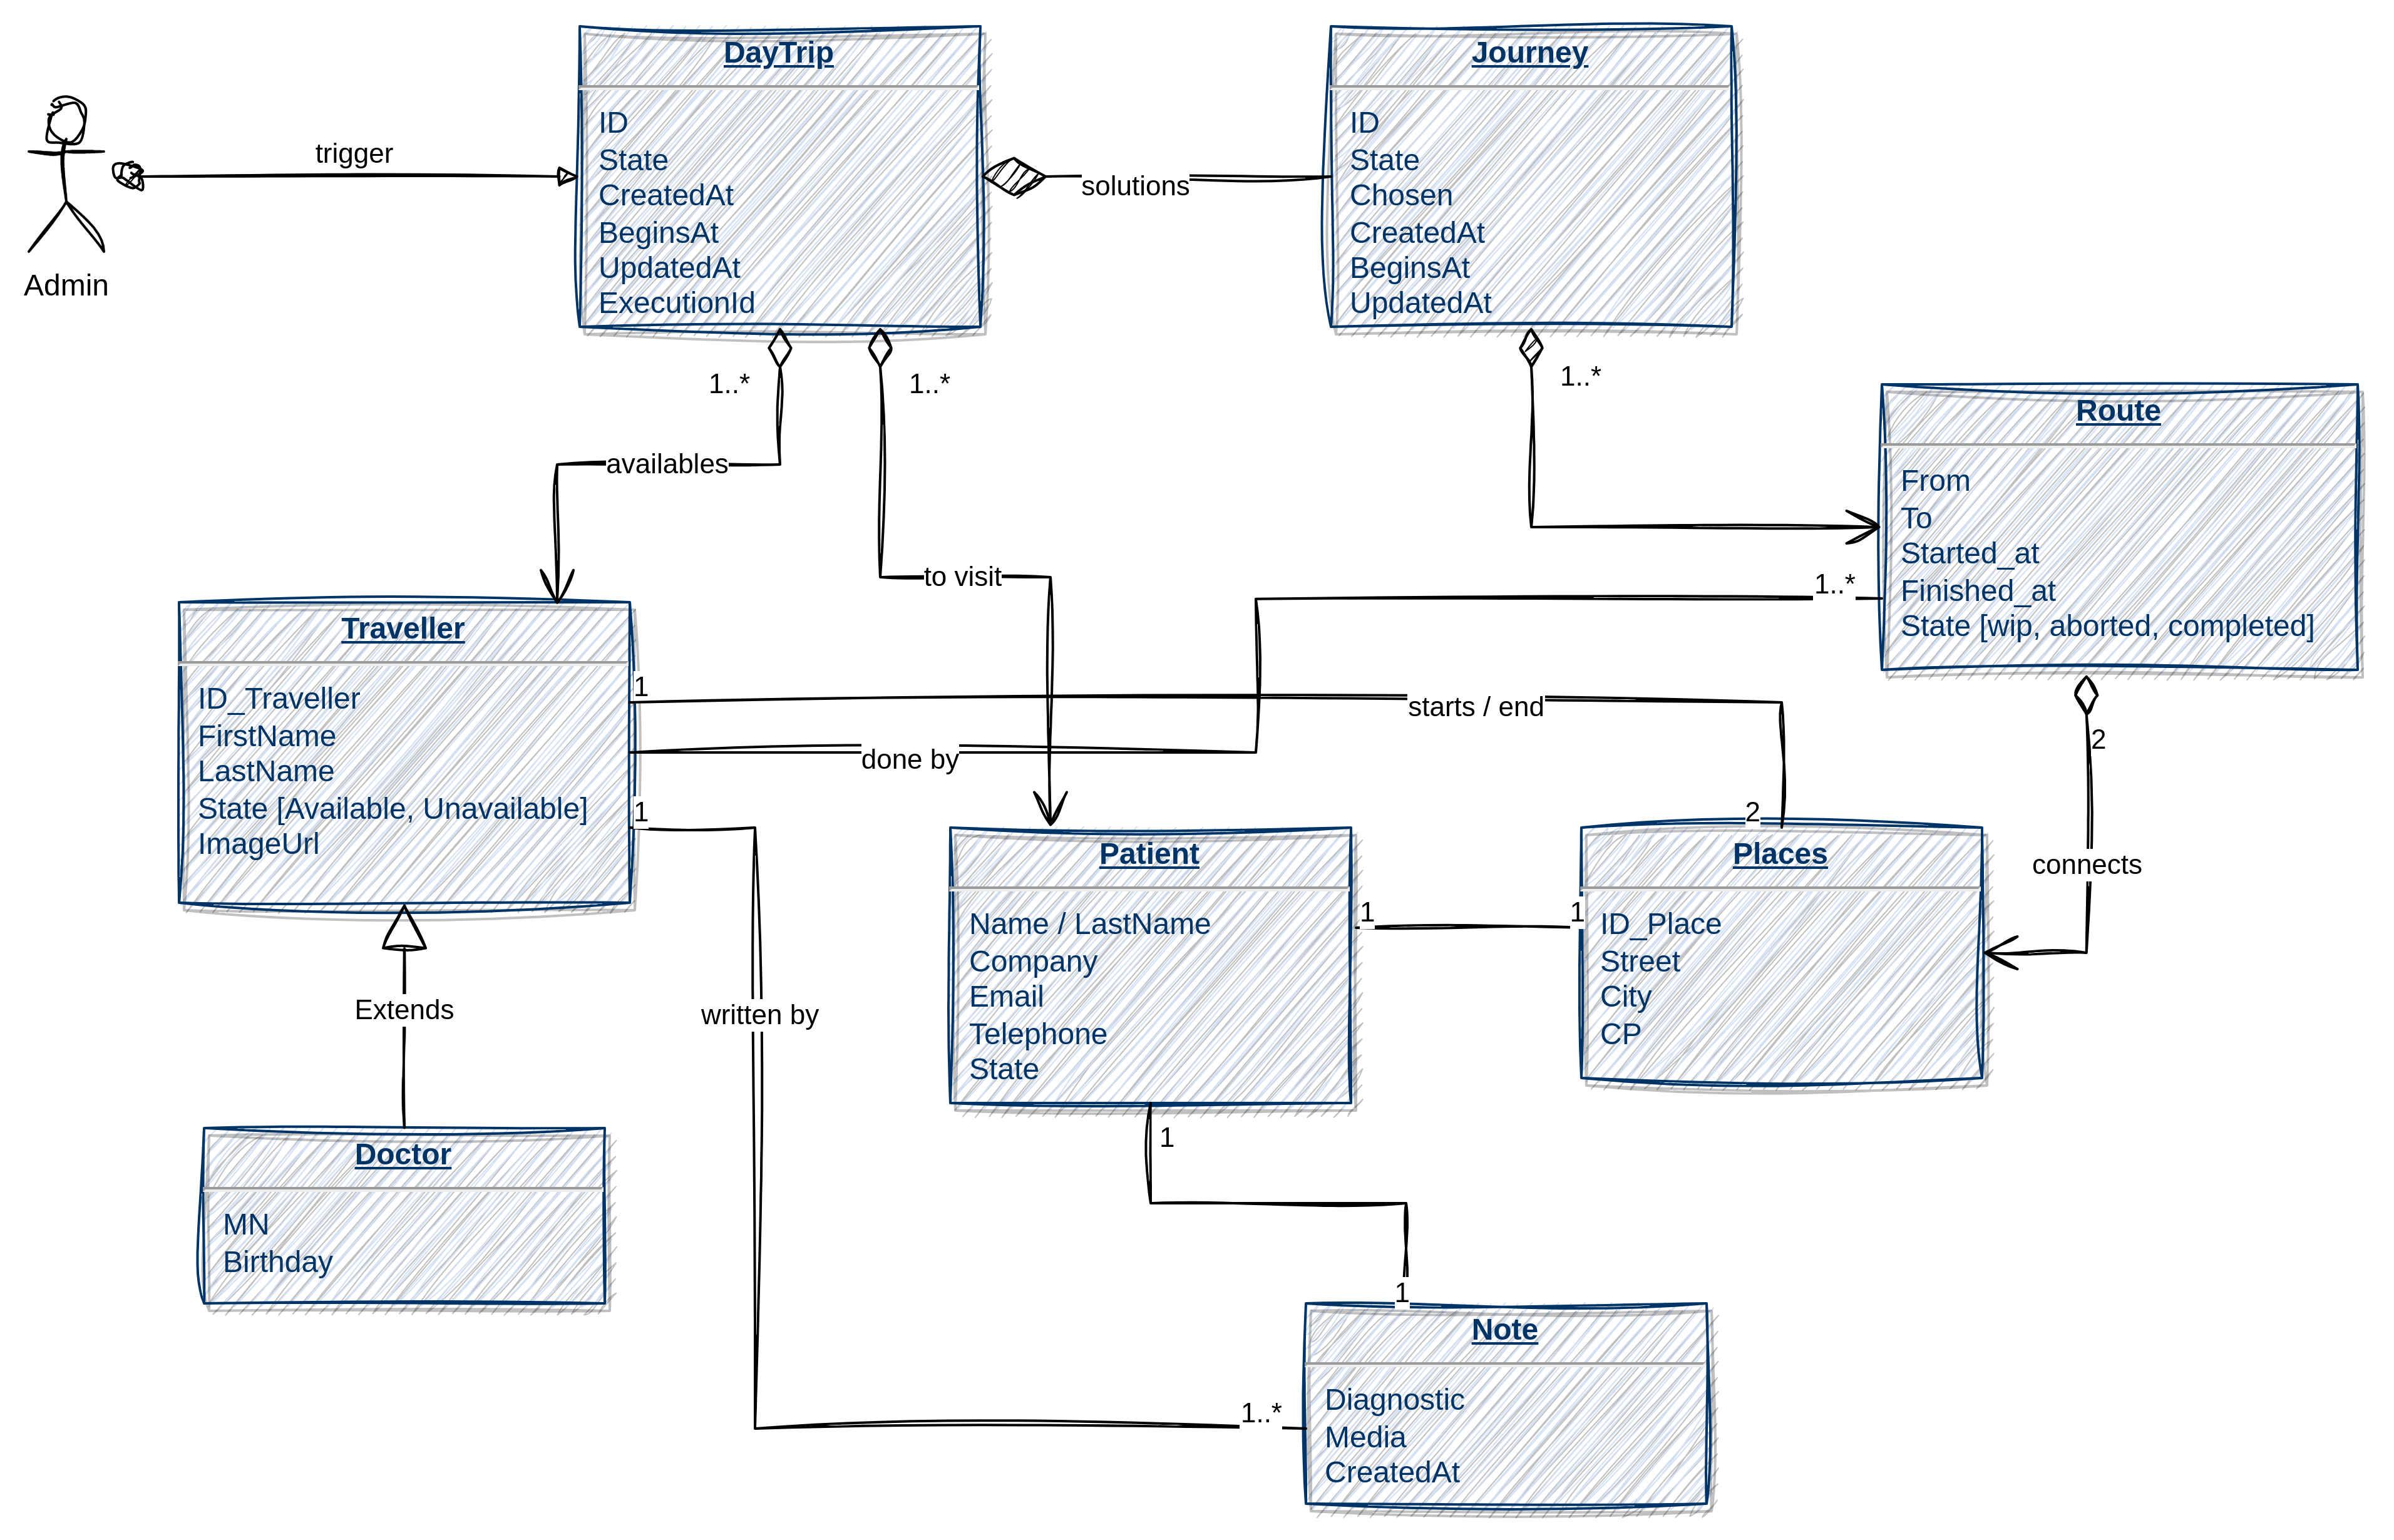 DayTrip
ID
State
CreatedAt
BeginsAt
UpdatedAt
ExecutionId
Journey
ID
State
Chosen
CreatedAt
BeginsAt
UpdatedAt
trigger
solutions
Admin
1..*
1..*
1..*
availables
to visit
Route
From
To
Started_at
Finished_at
State [wip, aborted, completed]
1..*
Traveller
ID_Traveller
FirstName
LastName
State [Available, Unavailable]
ImageUrl
1
starts / end
done by
2
1
2
connects
Patient
Name / LastName
Company
Email
Telephone
State
1
1
Places
ID_Place
Street
City
CP
Extends
written by
Doctor
MN
Birthday
1
1
Note
Diagnostic
Media
CreatedAt
1..*